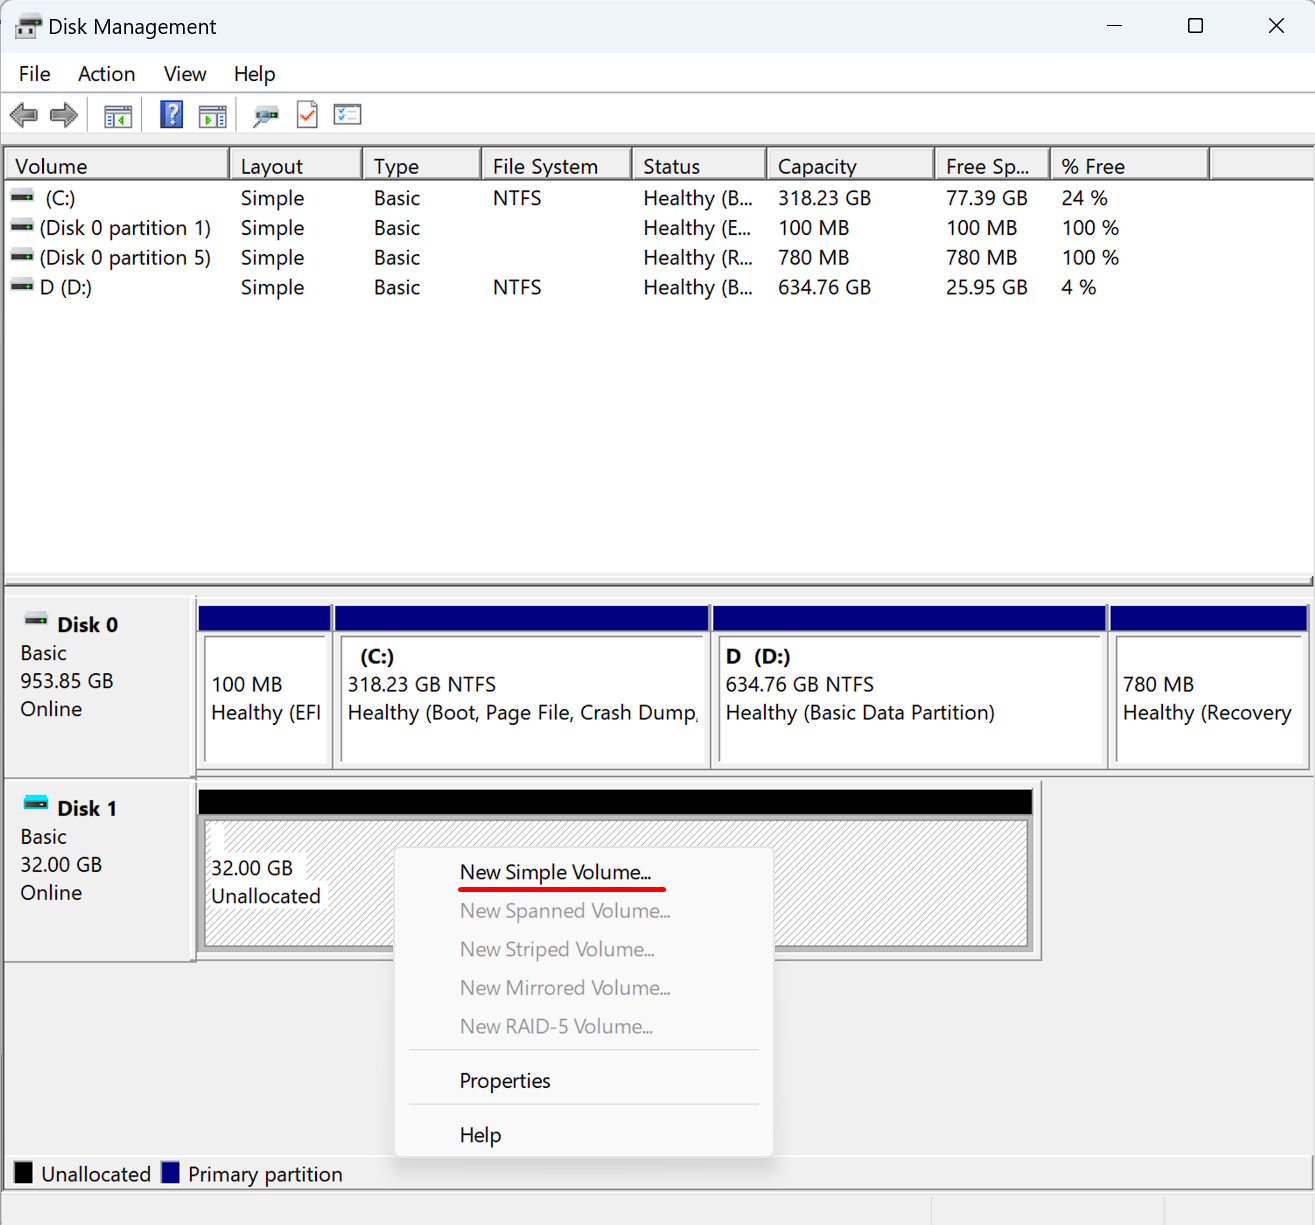 Disk Management
File Action View Help
Volume Layout Type File System Status Capacity Free Sp... % Free
(C:) Simple Basic NTFS Healthy (B... 318.23 GB 77.39 GB 24 %
(Disk 0 partition 1) Simple Basic Healthy (E... 100 MB 100 MB 100 %
(Disk 0 partition 5) Simple Basic Healthy (R... 780 MB 780 MB 100 %
D (D:) Simple Basic NTFS Healthy (B... 634.76 GB 25.95 GB 4 %
Disk 0
Basic
953.85 GB
Online
100 MB
Healthy (EFI
(C:)
318.23 GB NTFS
Healthy (Boot, Page File, Crash Dump,
D (D:)
634.76 GB NTFS
Healthy (Basic Data Partition)
780 MB
Healthy (Recovery
Disk 1
Basic
32.00 GB
Online
32.00 GB
Unallocated
New Simple Volume...
New Spanned Volume...
New Striped Volume...
New Mirrored Volume...
New RAID-5 Volume...
Properties
Help
Unallocated Primary partition